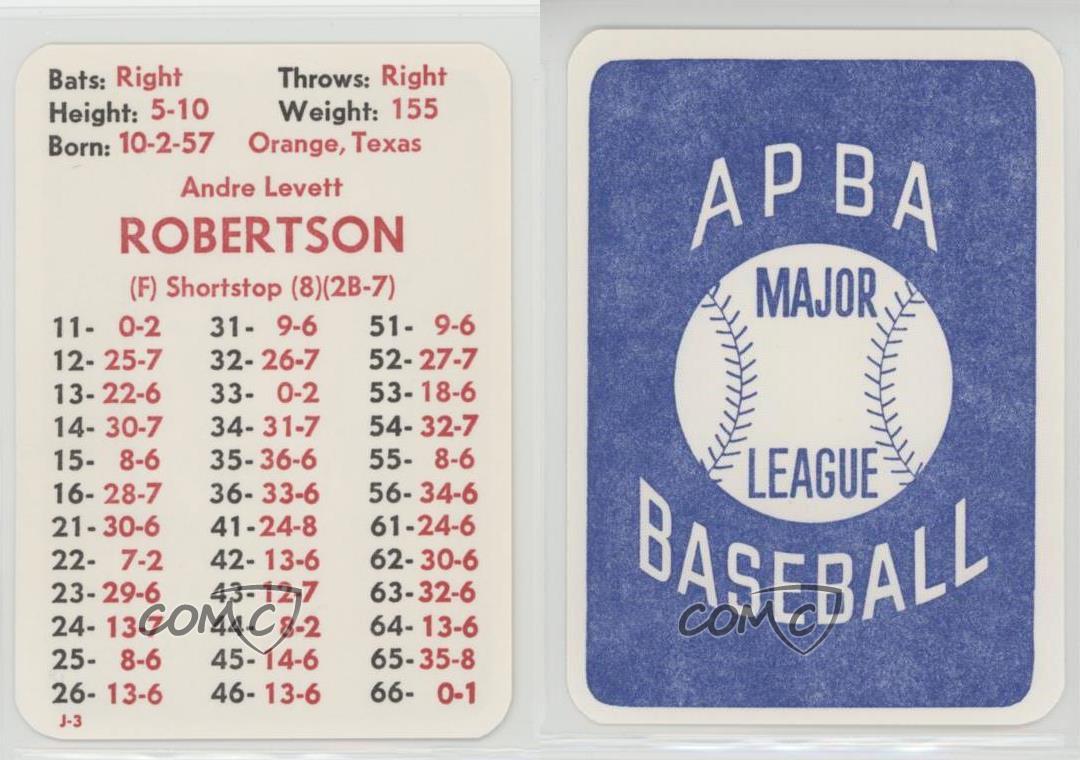 Bats: Right Throws: Right
Height: 5-10 Weight: 155
Born: 10-2-57 Orange, Texas
Andre Levett
ROBERTSON
(F) Shortstop (8)(2B-7)
11- 0-2 31- 9-6 51- 9-6
12- 25-7 32- 26-7 52- 27-7
13- 22-6 33- 0-2 53- 18-6
14- 30-7 34- 31-7 54- 32-7
15- 8-6 35- 36-6 55- 8-6
16- 28-7 36- 33-6 56- 34-6
21- 30-6 41- 24-8 61- 24-6
22- 7-2 42- 13-6 62- 30-6
23- 29-6 43- 12-7 63- 32-6
24- 13-7 44- 8-2 64- 13-6
25- 8-6 45- 14-6 65- 35-8
26- 13-6 46- 13-6 66- 0-1
J-3
COMC
APBA
MAJOR
LEAGUE
BASEBALL
COMC